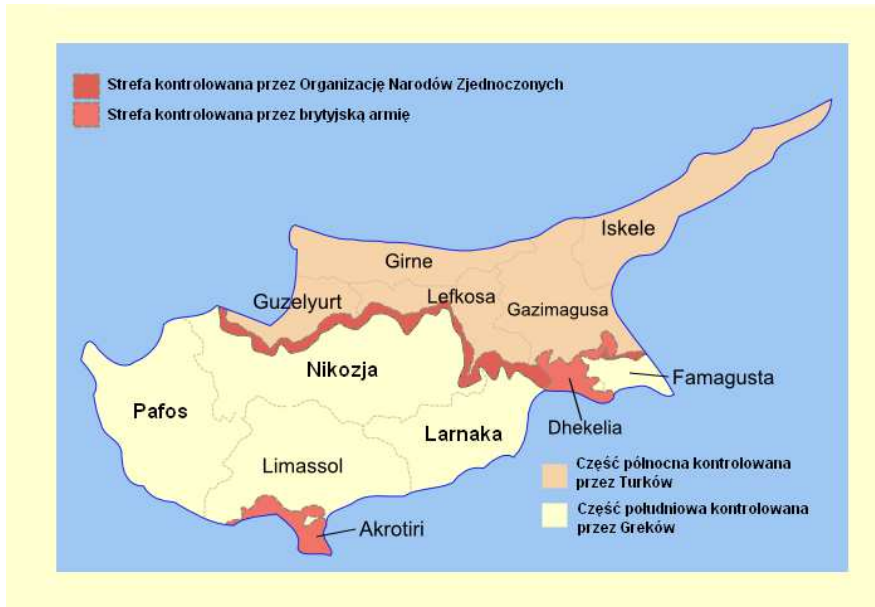 Strefa kontrolowana przez Organizację Narodów Zjednoczonych
Strefa kontrolowana przez brytyjską armię
Iskele
Girne
Guzelyurt
Lefkosa
Gazimagusa
Nikozja
Famagusta
Pafos
Larnaka
Dhekelia
Limassol
Część północna kontrolowana
przez Turków
Część południowa kontrolowana
przez Greków
Akrotiri